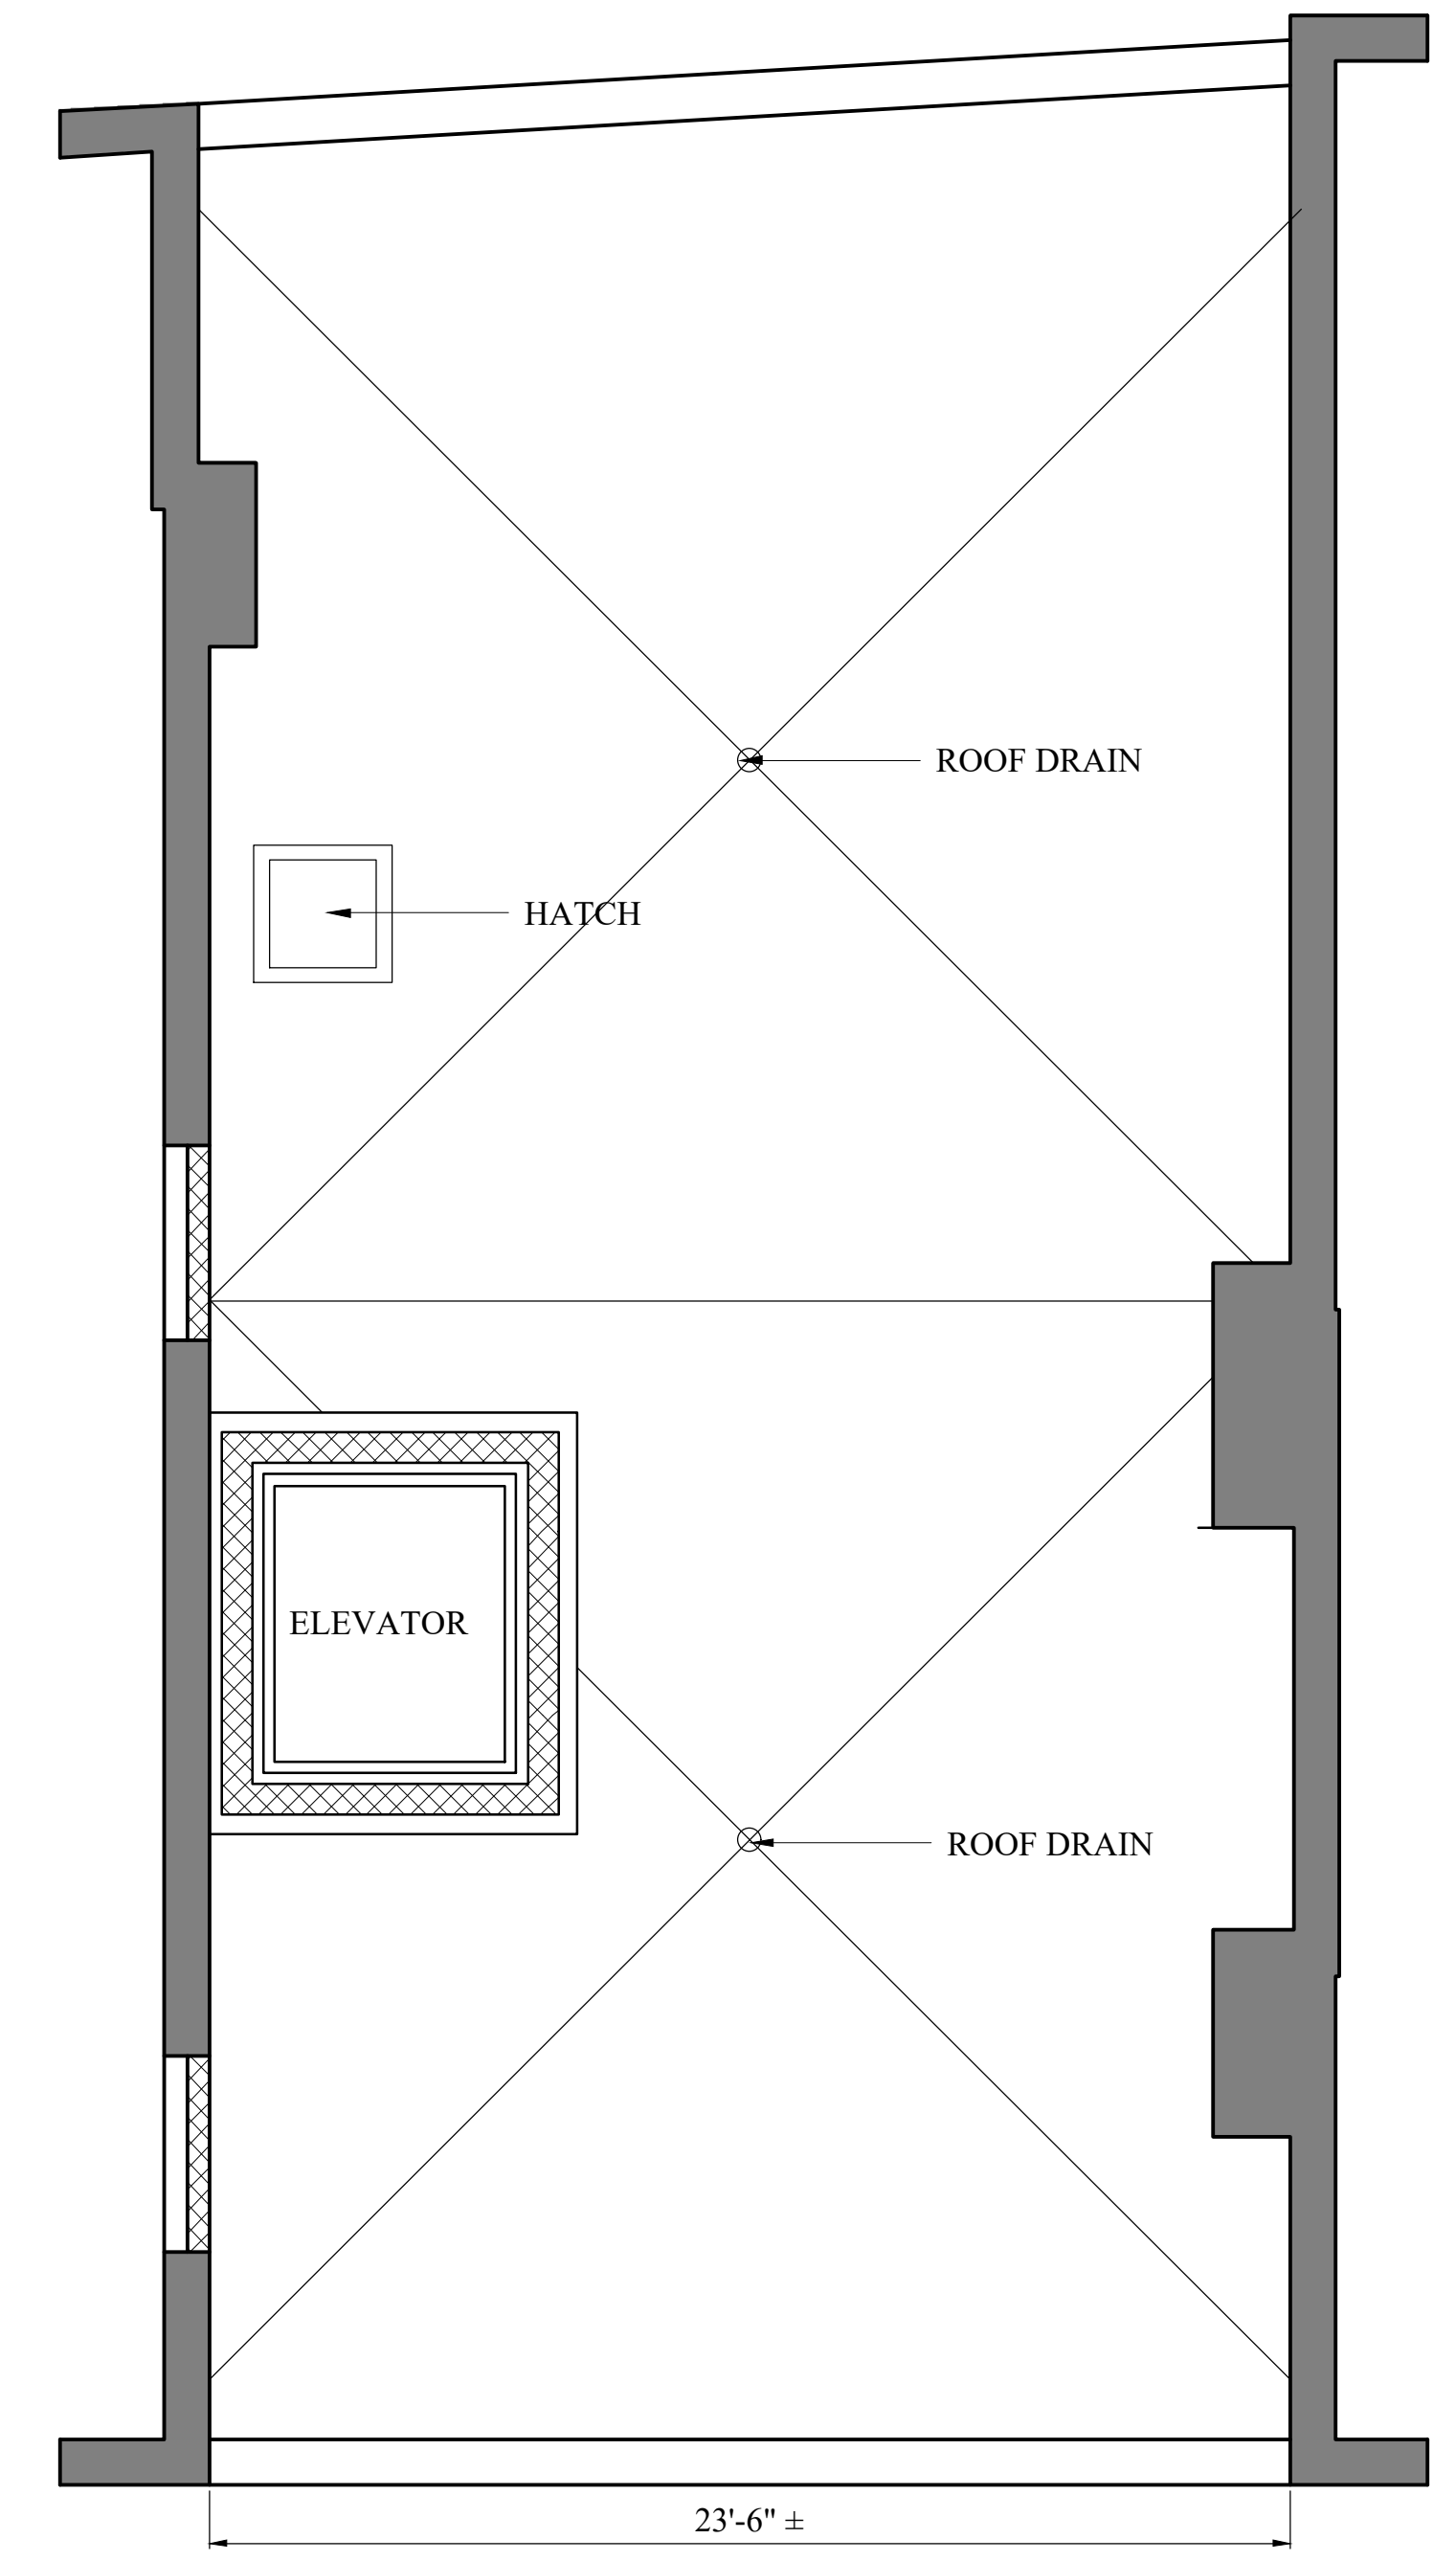 ROOF DRAIN
HATCH
ELEVATOR
ROOF DRAIN
23'-6" ±